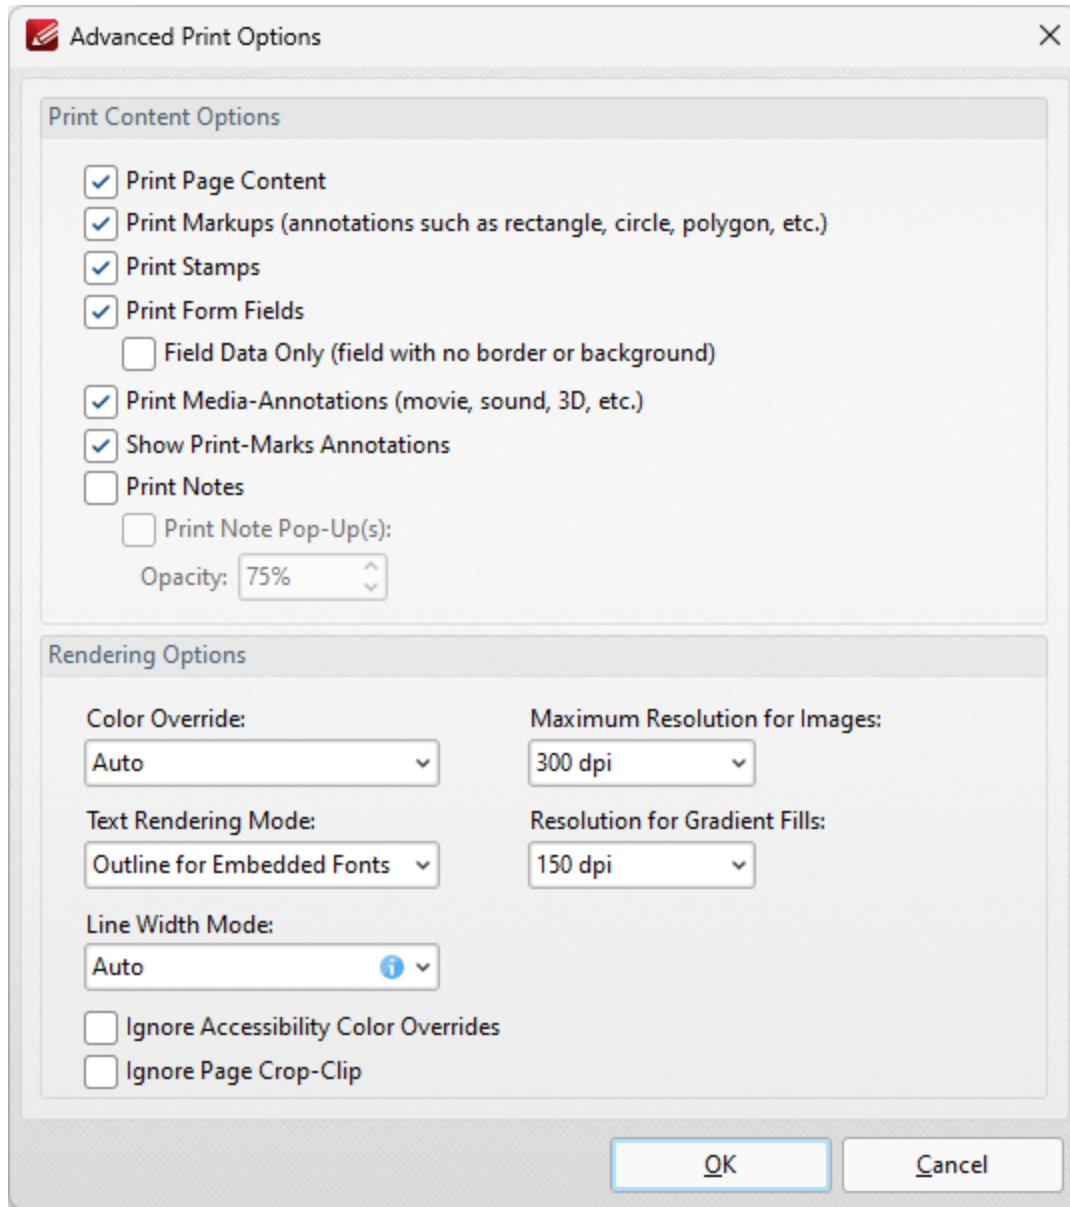 Advanced Print Options
Print Content Options
Print Page Content
Print Markups (annotations such as rectangle, circle, polygon, etc.)
Print Stamps
Print Form Fields
Field Data Only (field with no border or background)
Print Media-Annotations (movie, sound, 3D, etc.)
Show Print-Marks Annotations
Print Notes
Print Note Pop-Up(s):
Opacity: 75%
Rendering Options
Color Override:
Auto
Maximum Resolution for Images:
300 dpi
Text Rendering Mode:
Outline for Embedded Fonts
Resolution for Gradient Fills:
150 dpi
Line Width Mode:
Auto
Ignore Accessibility Color Overrides
Ignore Page Crop-Clip
OK
Cancel